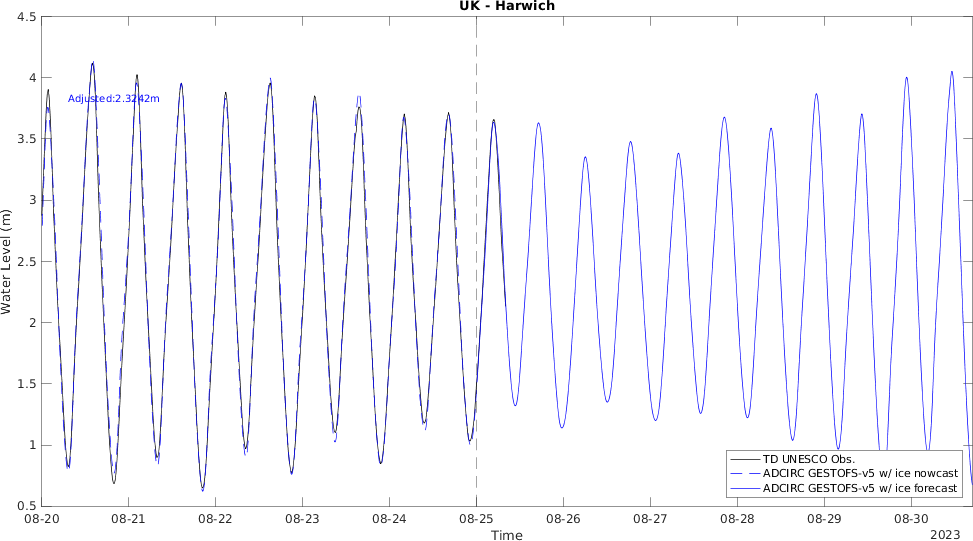 UK - Harwich
4.5
4
3.5
3
2.5
2
1.5
1
0.5
Water Level (m)
Adjusted:2.3242m
TD UNESCO Obs.
ADCIRC GESTOFS-v5 w/ ice nowcast
ADCIRC GESTOFS-v5 w/ ice forecast
08-20 08-21 08-22 08-23 08-24 08-25 08-26 08-27 08-28 08-29 08-30
Time
2023